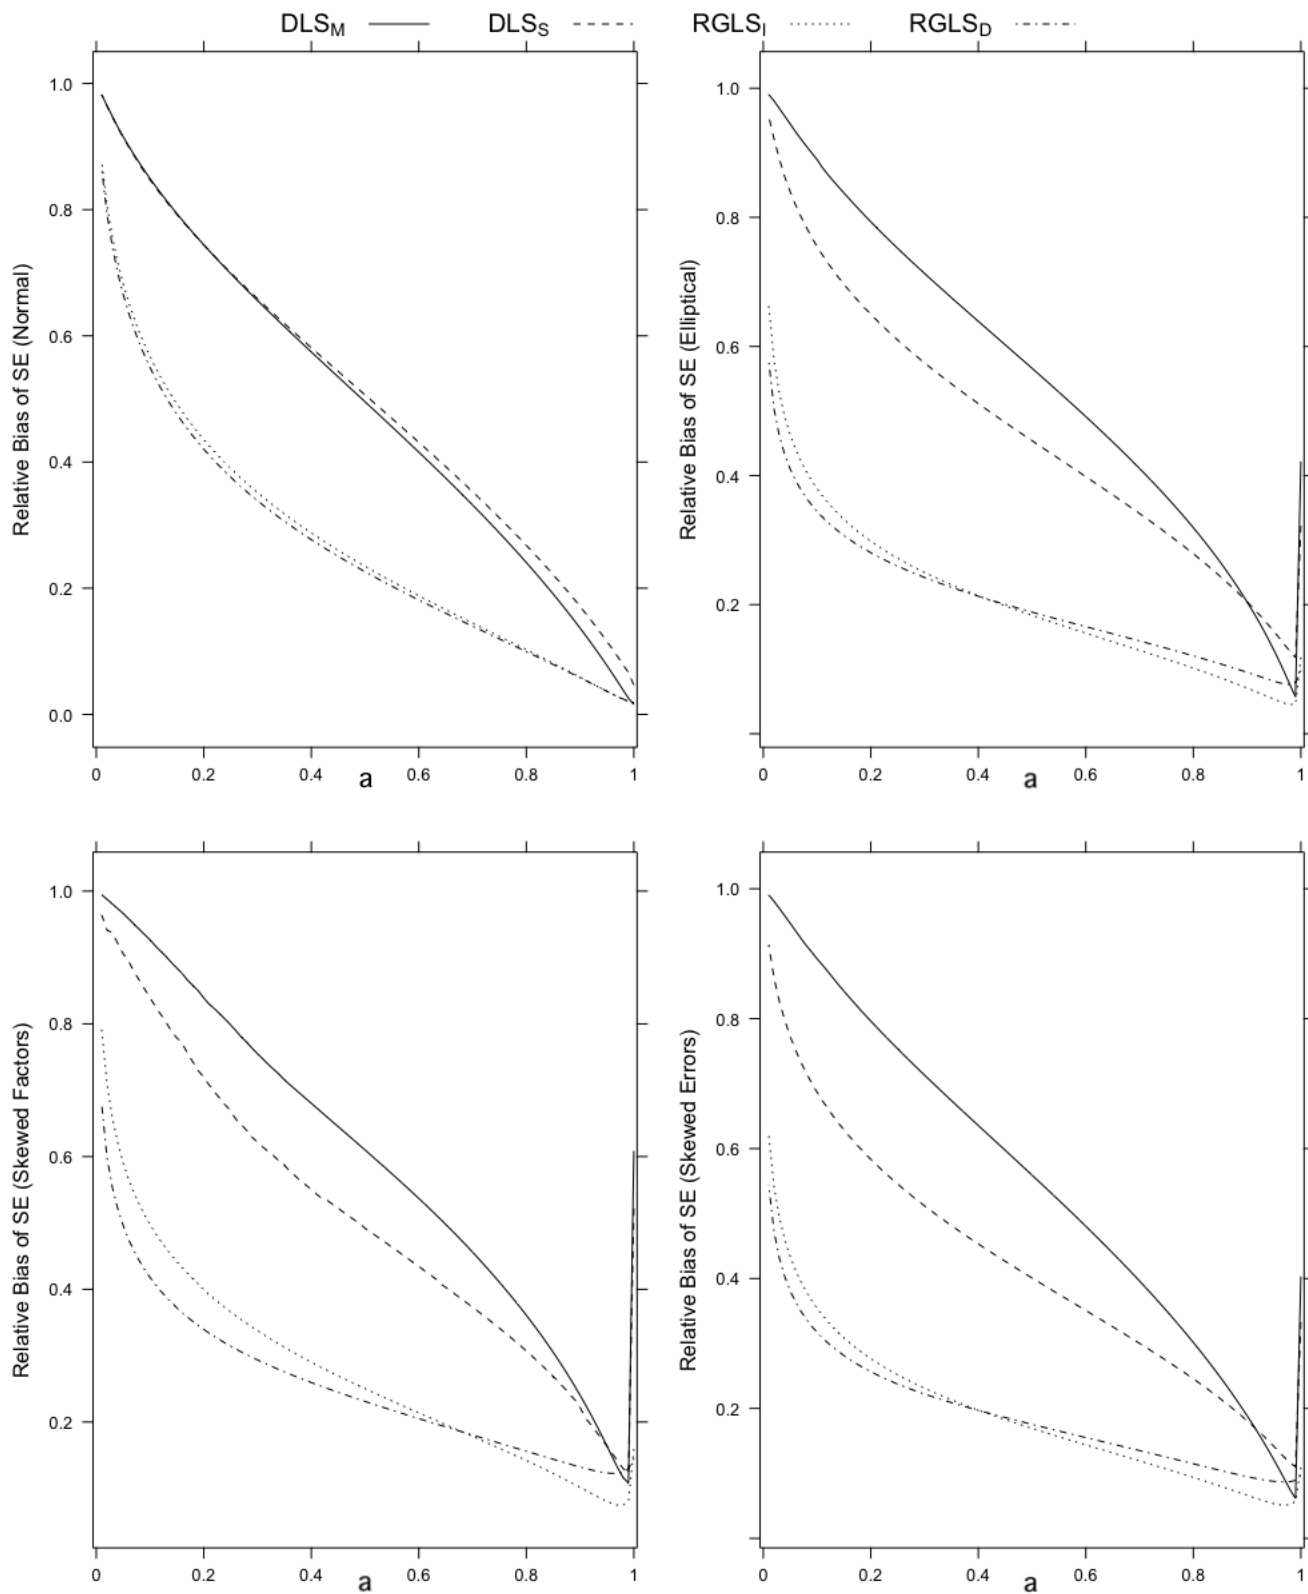 DLS_M DLS_S RGLS_I RGLS_D
Relative Bias of SE (Normal)
1.0
0.8
0.6
0.4
0.2
0.0
0 0.2 0.4 0.6 0.8 1
a
Relative Bias of SE (Elliptical)
1.0
0.8
0.6
0.4
0.2
0 0.2 0.4 0.6 0.8 1
a
Relative Bias of SE (Skewed Factors)
1.0
0.8
0.6
0.4
0.2
0 0.2 0.4 0.6 0.8 1
a
Relative Bias of SE (Skewed Errors)
1.0
0.8
0.6
0.4
0.2
0 0.2 0.4 0.6 0.8 1
a